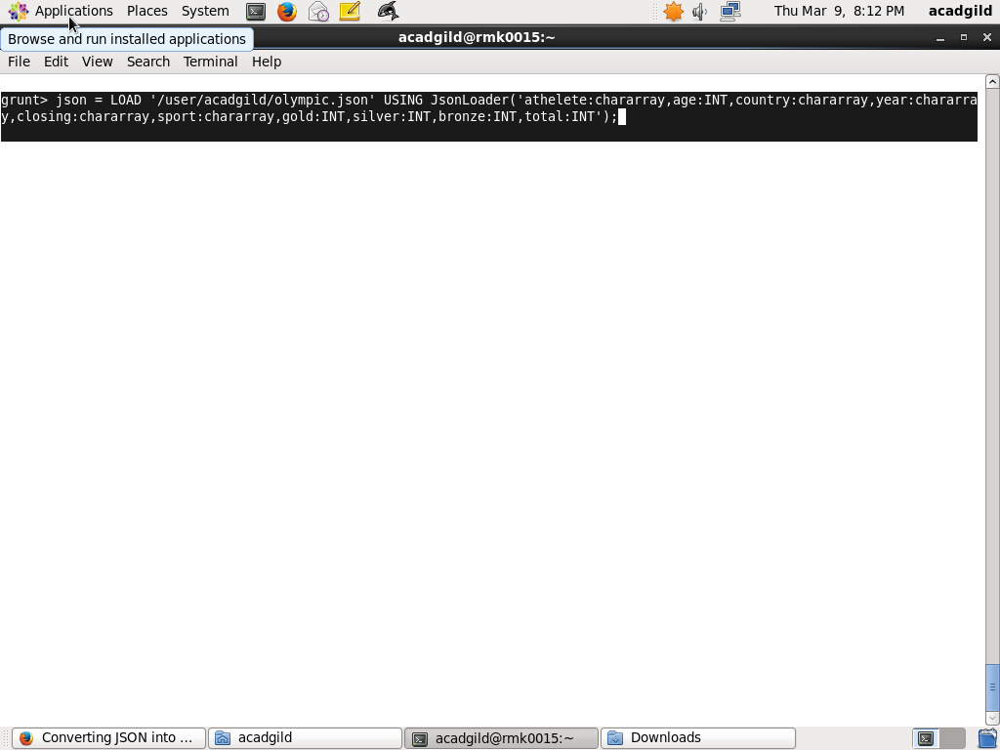 Applications Places System Thu Mar 9, 8:12 PM acadgild
Browse and run installed applications
acadgild@rmk0015:~
File Edit View Search Terminal Help
grunt> json = LOAD '/user/acadgild/olympic.json' USING JsonLoader('athelete:chararray,age:INT,country:chararray,year:chararra
y,closing:chararray,sport:chararray,gold:INT,silver:INT,bronze:INT,total:INT');
Converting JSON into ... acadgild acadgild@rmk0015:~ Downloads